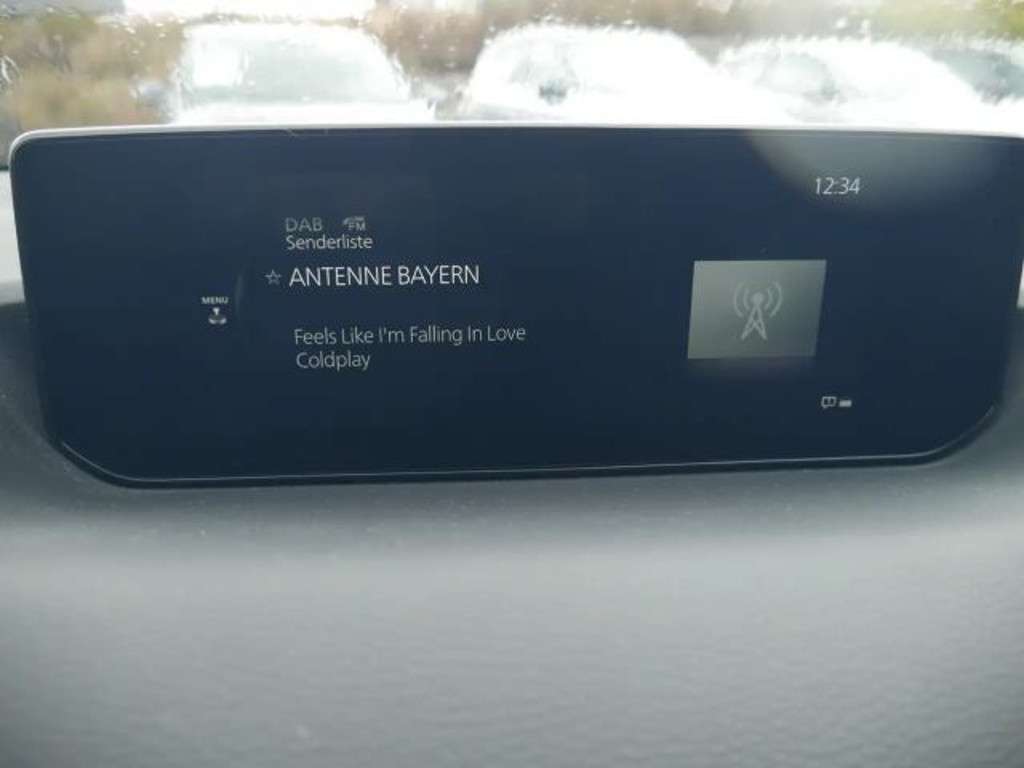 12:34
DAB FM
Senderliste
☆ ANTENNE BAYERN
MENU
Feels Like I'm Falling In Love
Coldplay